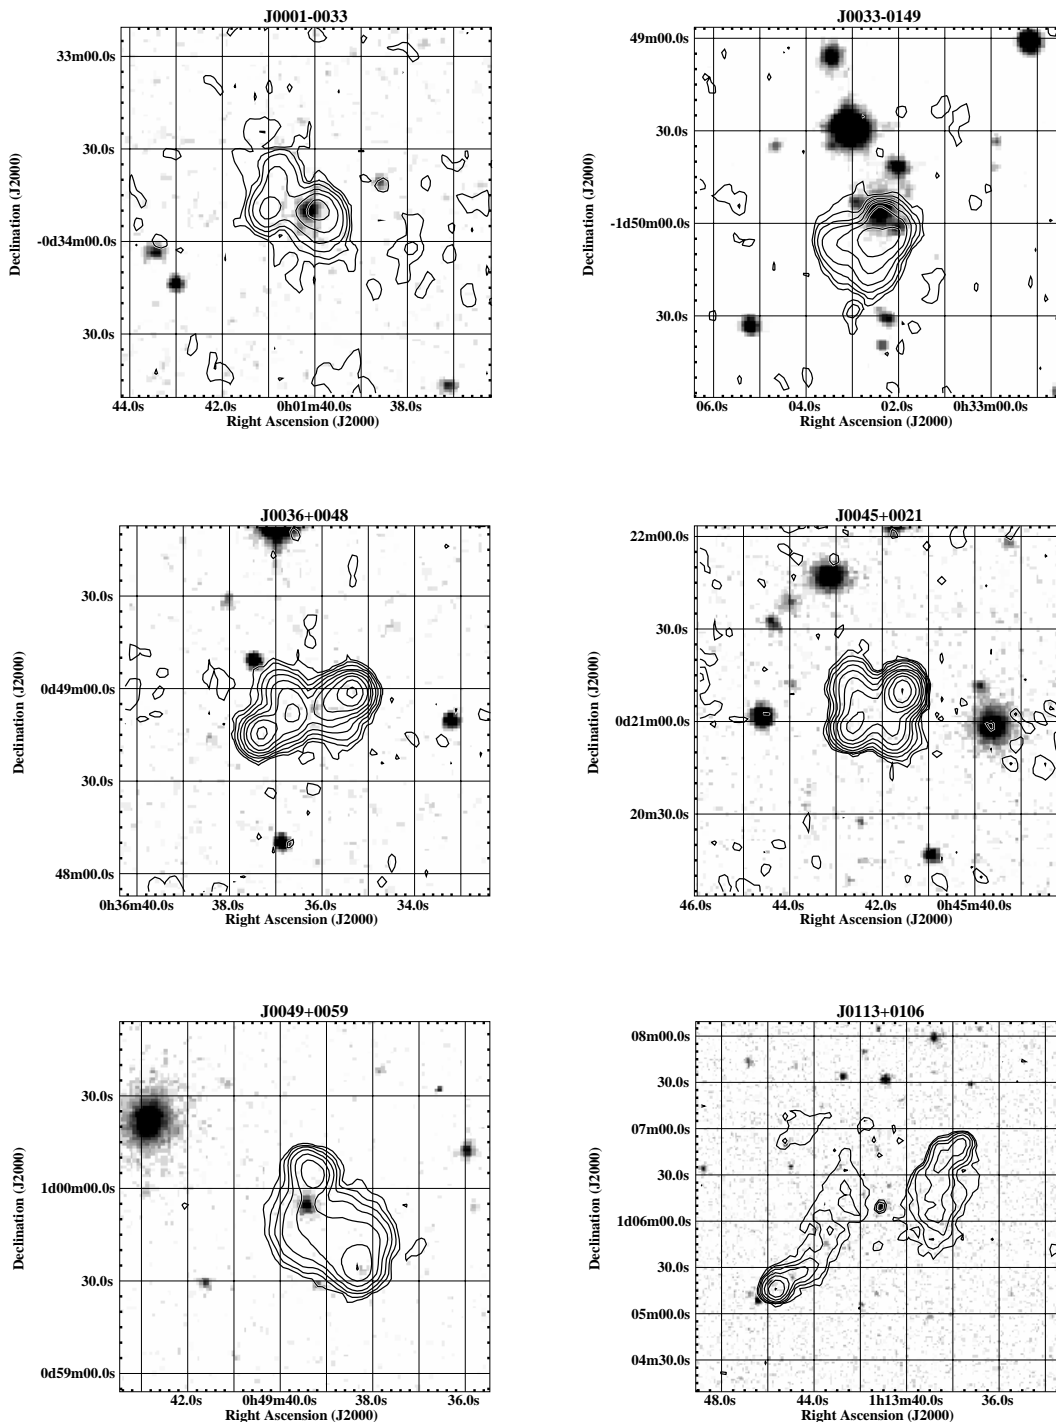 J0001-0033
33m00.0s
30.0s
-0d34m00.0s
30.0s
Declination (J2000)
44.0s 42.0s 0h01m40.0s 38.0s
Right Ascension (J2000)
J0033-0149
49m00.0s
30.0s
-1d50m00.0s
30.0s
Declination (J2000)
06.0s 04.0s 02.0s 0h33m00.0s
Right Ascension (J2000)
J0036+0048
30.0s
0d49m00.0s
30.0s
48m00.0s
Declination (J2000)
0h36m40.0s 38.0s 36.0s 34.0s
Right Ascension (J2000)
J0045+0021
22m00.0s
30.0s
0d21m00.0s
20m30.0s
Declination (J2000)
46.0s 44.0s 42.0s 0h45m40.0s
Right Ascension (J2000)
J0049+0059
30.0s
1d00m00.0s
30.0s
0d59m00.0s
Declination (J2000)
42.0s 0h49m40.0s 38.0s 36.0s
Right Ascension (J2000)
J0113+0106
08m00.0s
30.0s
07m00.0s
30.0s
1d06m00.0s
30.0s
05m00.0s
04m30.0s
Declination (J2000)
48.0s 44.0s 1h13m40.0s 36.0s
Right Ascension (J2000)